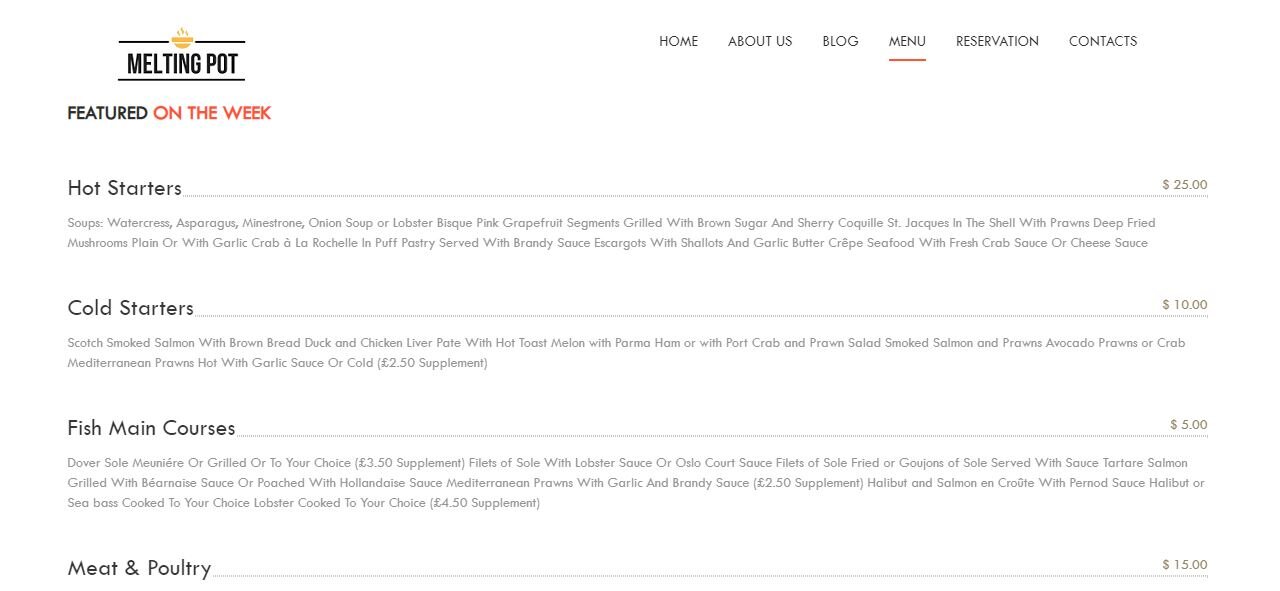 MELTING POT
HOME ABOUT US BLOG MENU RESERVATION CONTACTS
FEATURED ON THE WEEK
Hot Starters $ 25.00
Soups: Watercress, Asparagus, Minestrone, Onion Soup or Lobster Bisque Pink Grapefruit Segments Grilled With Brown Sugar And Sherry Coquille St. Jacques In The Shell With Prawns Deep Fried
Mushrooms Plain Or With Garlic Crab à La Rochelle In Puff Pastry Served With Brandy Sauce Escargots With Shallots And Garlic Butter Crêpe Seafood With Fresh Crab Sauce Or Cheese Sauce
Cold Starters $ 10.00
Scotch Smoked Salmon With Brown Bread Duck and Chicken Liver Pate With Hot Toast Melon with Parma Ham or with Port Crab and Prawn Salad Smoked Salmon and Prawns Avocado Prawns or Crab
Mediterranean Prawns Hot With Garlic Sauce Or Cold (£2.50 Supplement)
Fish Main Courses $ 5.00
Dover Sole Meuniére Or Grilled Or To Your Choice (£3.50 Supplement) Filets of Sole With Lobster Sauce Or Oslo Court Sauce Filets of Sole Fried or Goujons of Sole Served With Sauce Tartare Salmon
Grilled With Béarnaise Sauce Or Poached With Hollandaise Sauce Mediterranean Prawns With Garlic And Brandy Sauce (£2.50 Supplement) Halibut and Salmon en Croûte With Pernod Sauce Halibut or
Sea bass Cooked To Your Choice Lobster Cooked To Your Choice (£4.50 Supplement)
Meat & Poultry $ 15.00